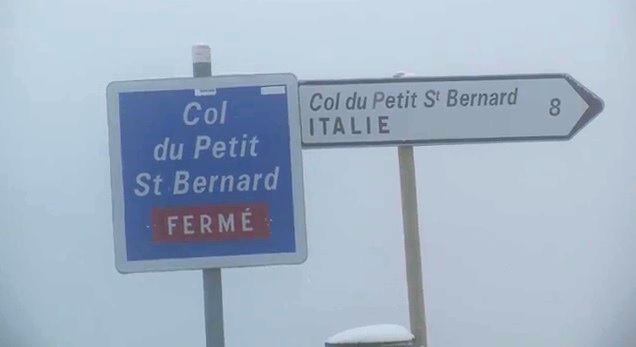 Col
du Petit
St Bernard
FERMÉ
Col du Petit St Bernard 8
ITALIE